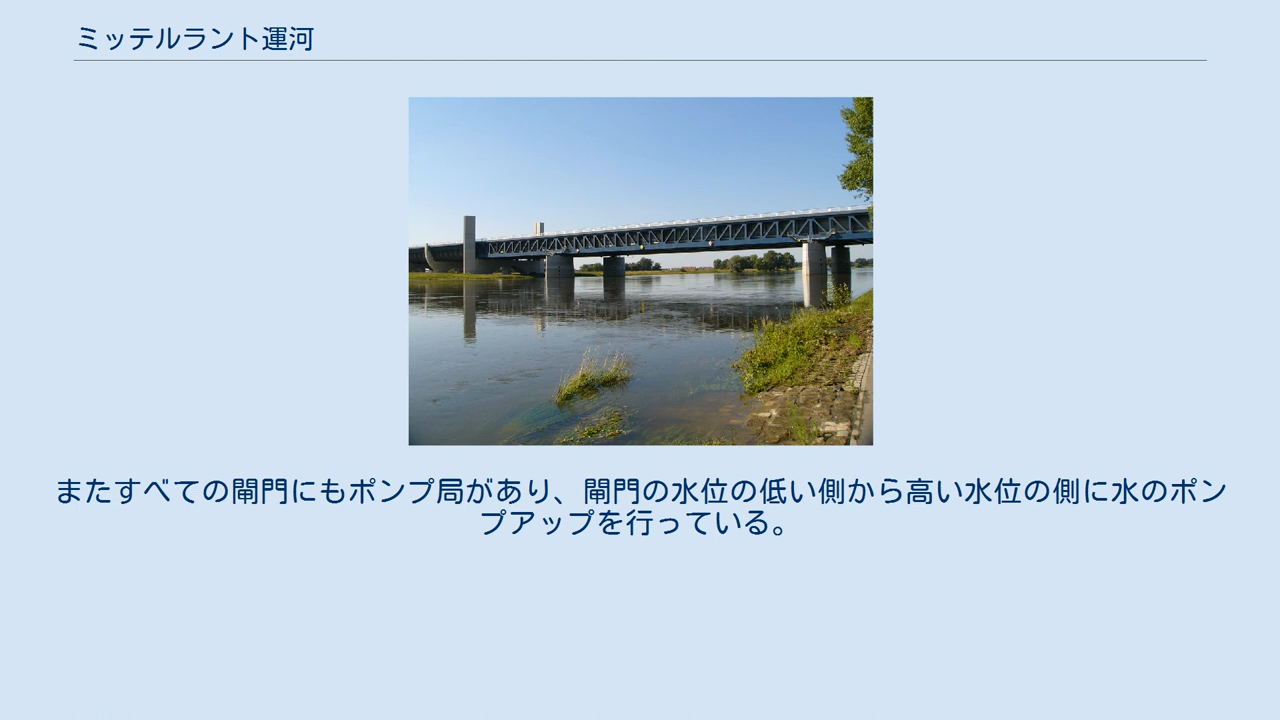 ミッテルラント運河
またすべての閘門にもポンプ局があり、閘門の水位の低い側から高い水位の側に水のポン
プアップを行っている。